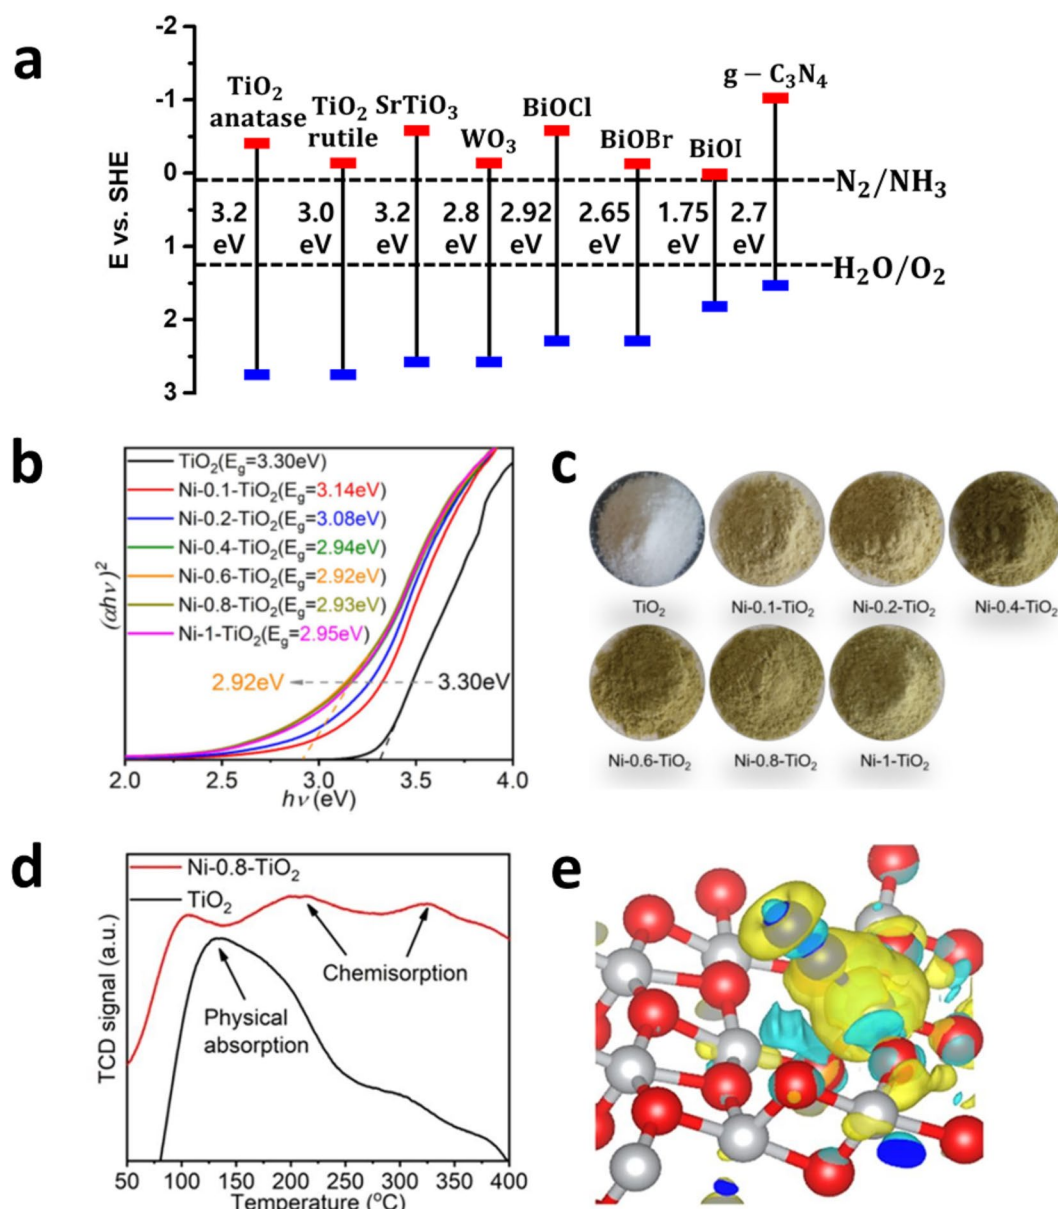 a
E vs. SHE
-2
-1
0
1
2
3
TiO₂
anatase
TiO₂
rutile
SrTiO₃
WO₃
BiOCl
BiOBr
BiOI
g − C₃N₄
N₂/NH₃
H₂O/O₂
3.2
eV
3.0
eV
3.2
eV
2.8
eV
2.92
eV
2.65
eV
1.75
eV
2.7
eV
b
(αhν)²
TiO₂(E_g=3.30eV)
Ni-0.1-TiO₂(E_g=3.14eV)
Ni-0.2-TiO₂(E_g=3.08eV)
Ni-0.4-TiO₂(E_g=2.94eV)
Ni-0.6-TiO₂(E_g=2.92eV)
Ni-0.8-TiO₂(E_g=2.93eV)
Ni-1-TiO₂(E_g=2.95eV)
2.92eV
3.30eV
2.0 2.5 3.0 3.5 4.0
hν (eV)
c
TiO₂ Ni-0.1-TiO₂ Ni-0.2-TiO₂ Ni-0.4-TiO₂
Ni-0.6-TiO₂ Ni-0.8-TiO₂ Ni-1-TiO₂
d
TCD signal (a.u.)
Ni-0.8-TiO₂
TiO₂
Chemisorption
Physical
absorption
50 100 150 200 250 300 350 400
Temperature (°C)
e